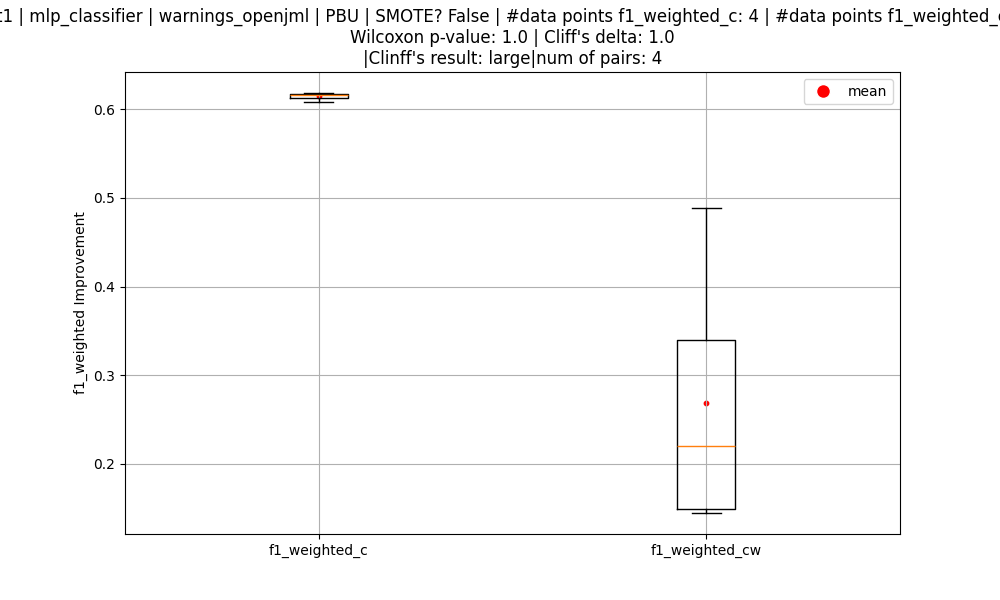 | mlp_classifier | warnings_openjml | PBU | SMOTE? False | #data points f1_weighted_c: 4 | #data points
Wilcoxon p-value: 1.0 | Cliff's delta: 1.0
|Clinff's result: large|num of pairs: 4
mean
0.6
0.5
0.4
0.3
0.2
f1_weighted Improvement
f1_weighted_c
f1_weighted_cw